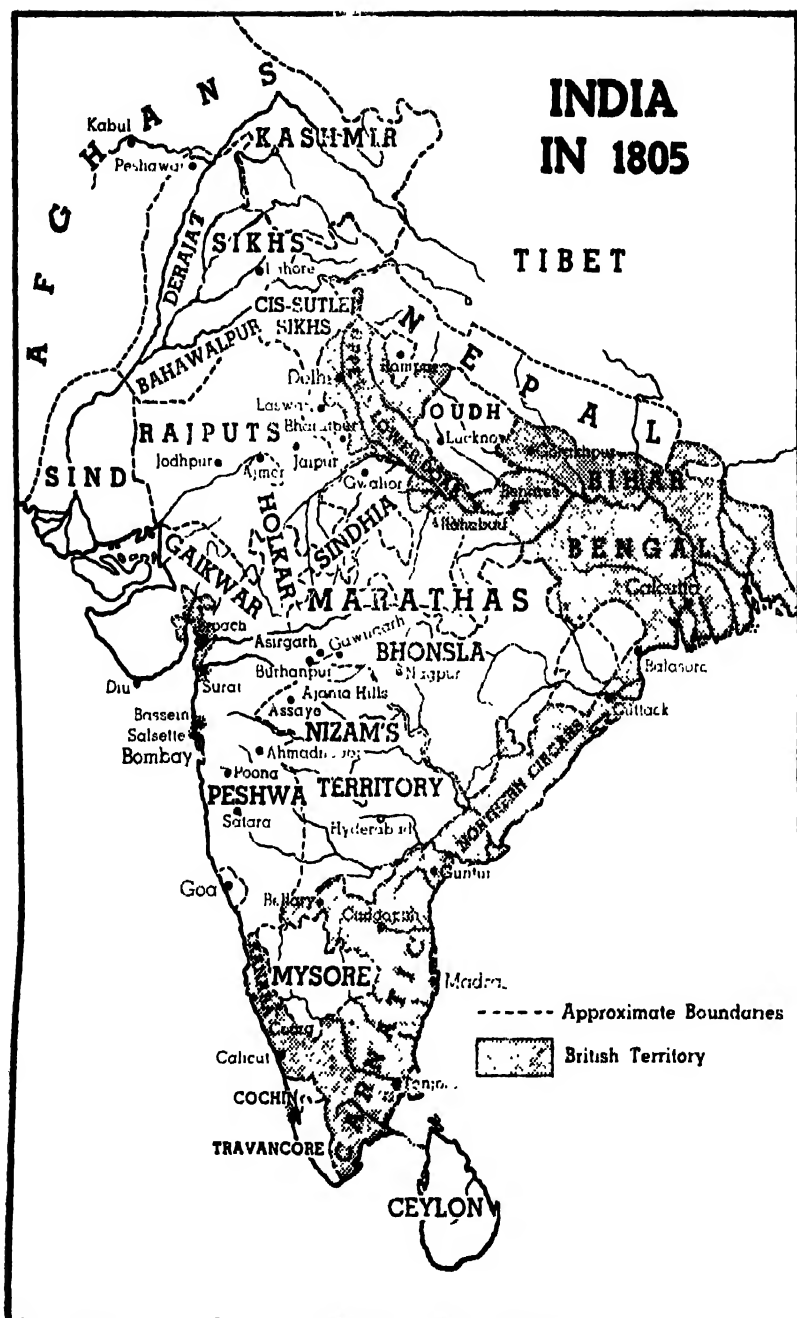 INDIA
IN 1805
AFGHANS
Kabul
Peshawar
KASHMIR
TIBET
DERAJAT
SIKHS
CIS-SUTLEJ
SIKHS
BAHAWALPUR
NEPAL
Delhi
OUDH
Lucknow
RAJPUTS
Jodhpur
Ajmer
Jaipur
Gwalior
SIND
HOLKAR
SINDHIA
Benares
BIHAR
BENGAL
Calcutta
GAIKWAR
MARATHAS
Asirgarh
BHONSLA
Burhanpur
Nagpur
Balasore
Cuttack
Diu
Surat
Ajanta Hills
Assaye
Bassein
Salsette
Bombay
NIZAM'S
Poona
PESHWA
TERRITORY
Satara
Hyderabad
NORTHERN CIRCARS
Guntur
Goa
Bellary
MYSORE
CARNATIC
Madras
Calicut
COCHIN
TRAVANCORE
CEYLON
Approximate Boundaries
British Territory